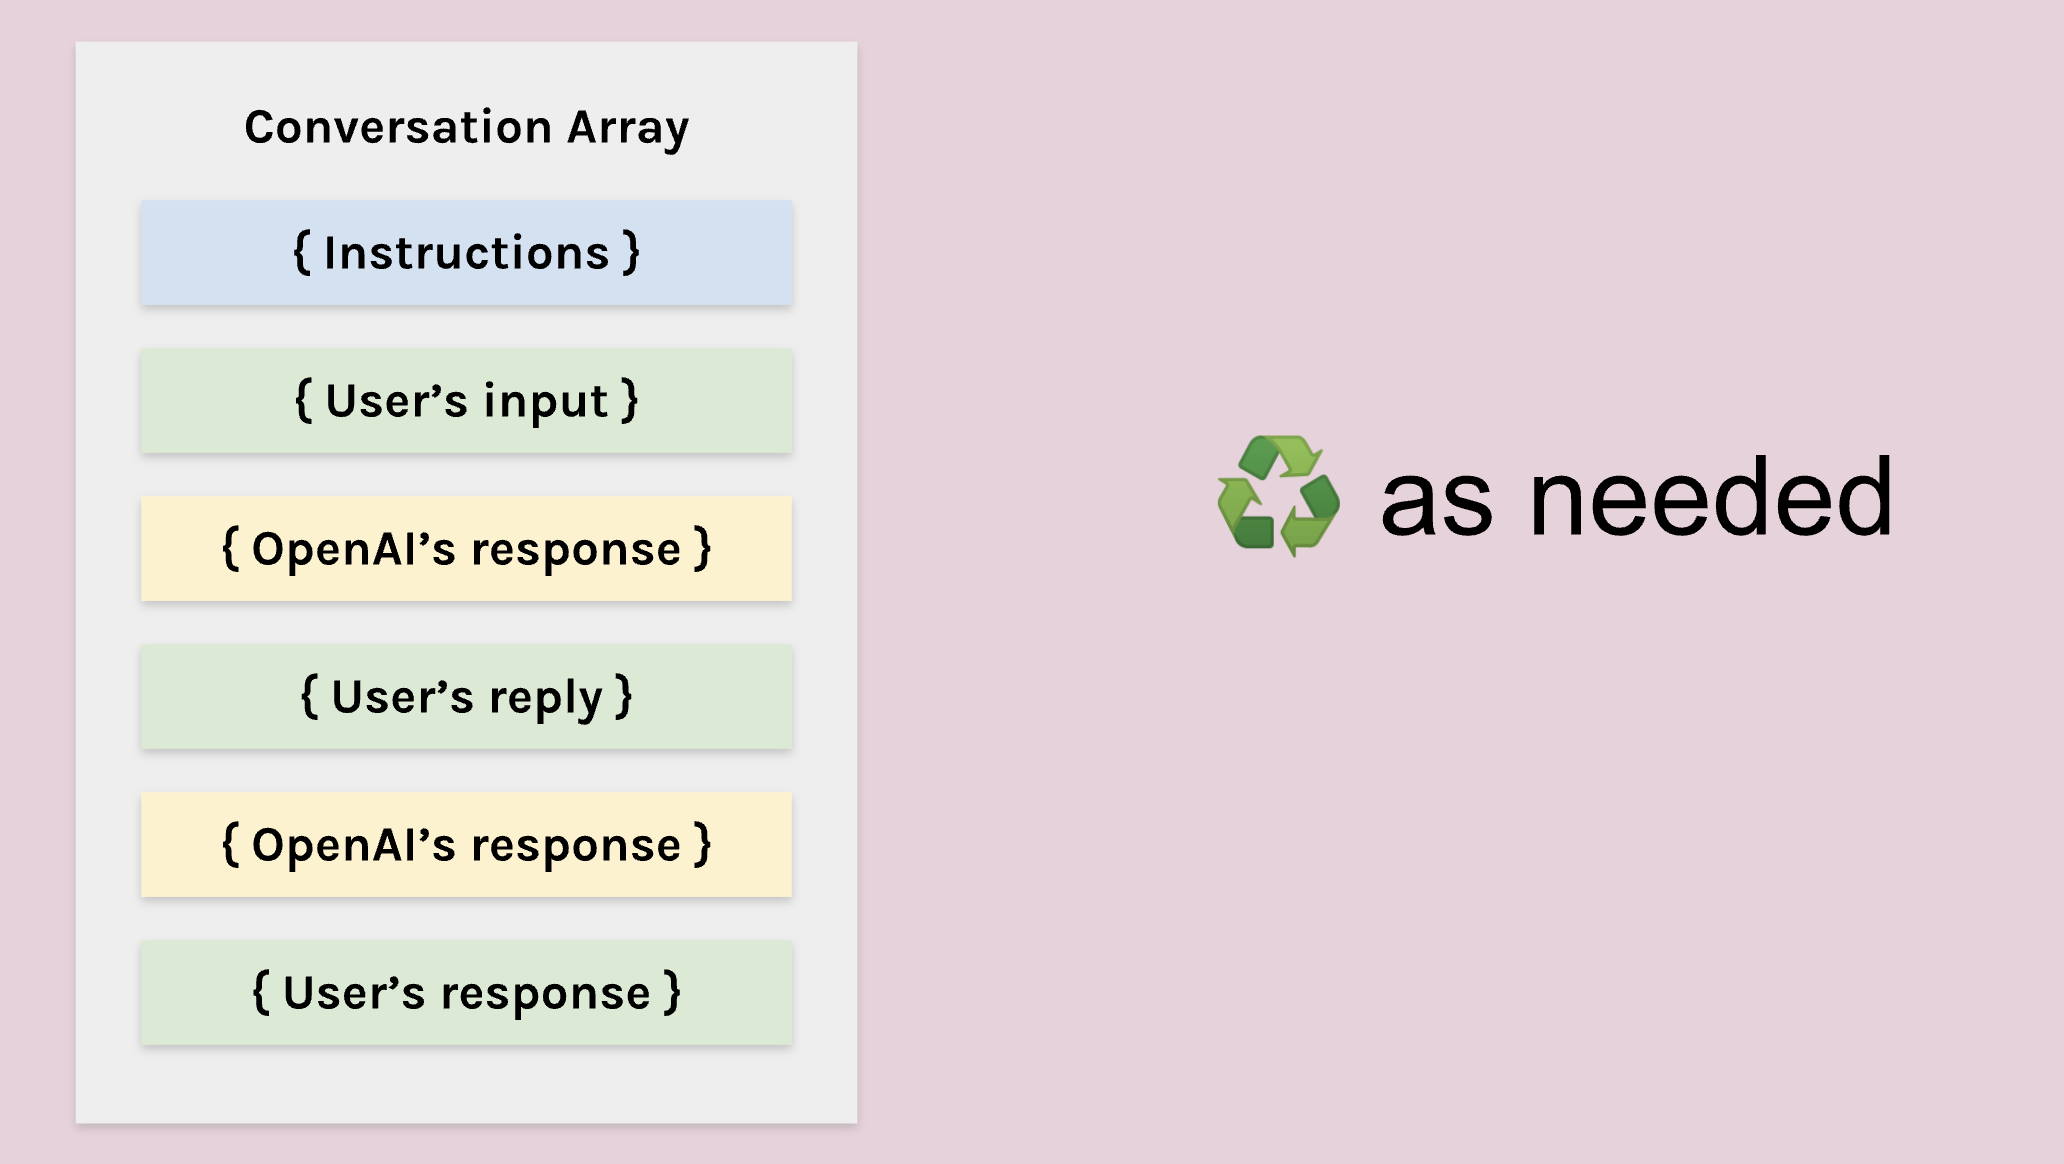 Conversation Array
{ Instructions }
{ User’s input }
{ OpenAI’s response }
{ User’s reply }
{ OpenAI’s response }
{ User’s response }
♻️ as needed